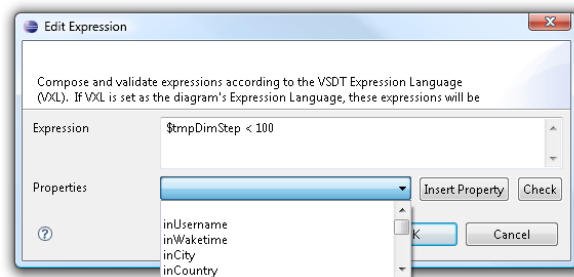 Edit Expression
Compose and validate expressions according to the VSDT Expression Language
(VXL). If VXL is set as the diagram's Expression Language, these expressions will be
Expression
$tmpDimStep < 100
Properties
Insert Property
Check
inUsername
inWaketime
inCity
inCountry
K
Cancel